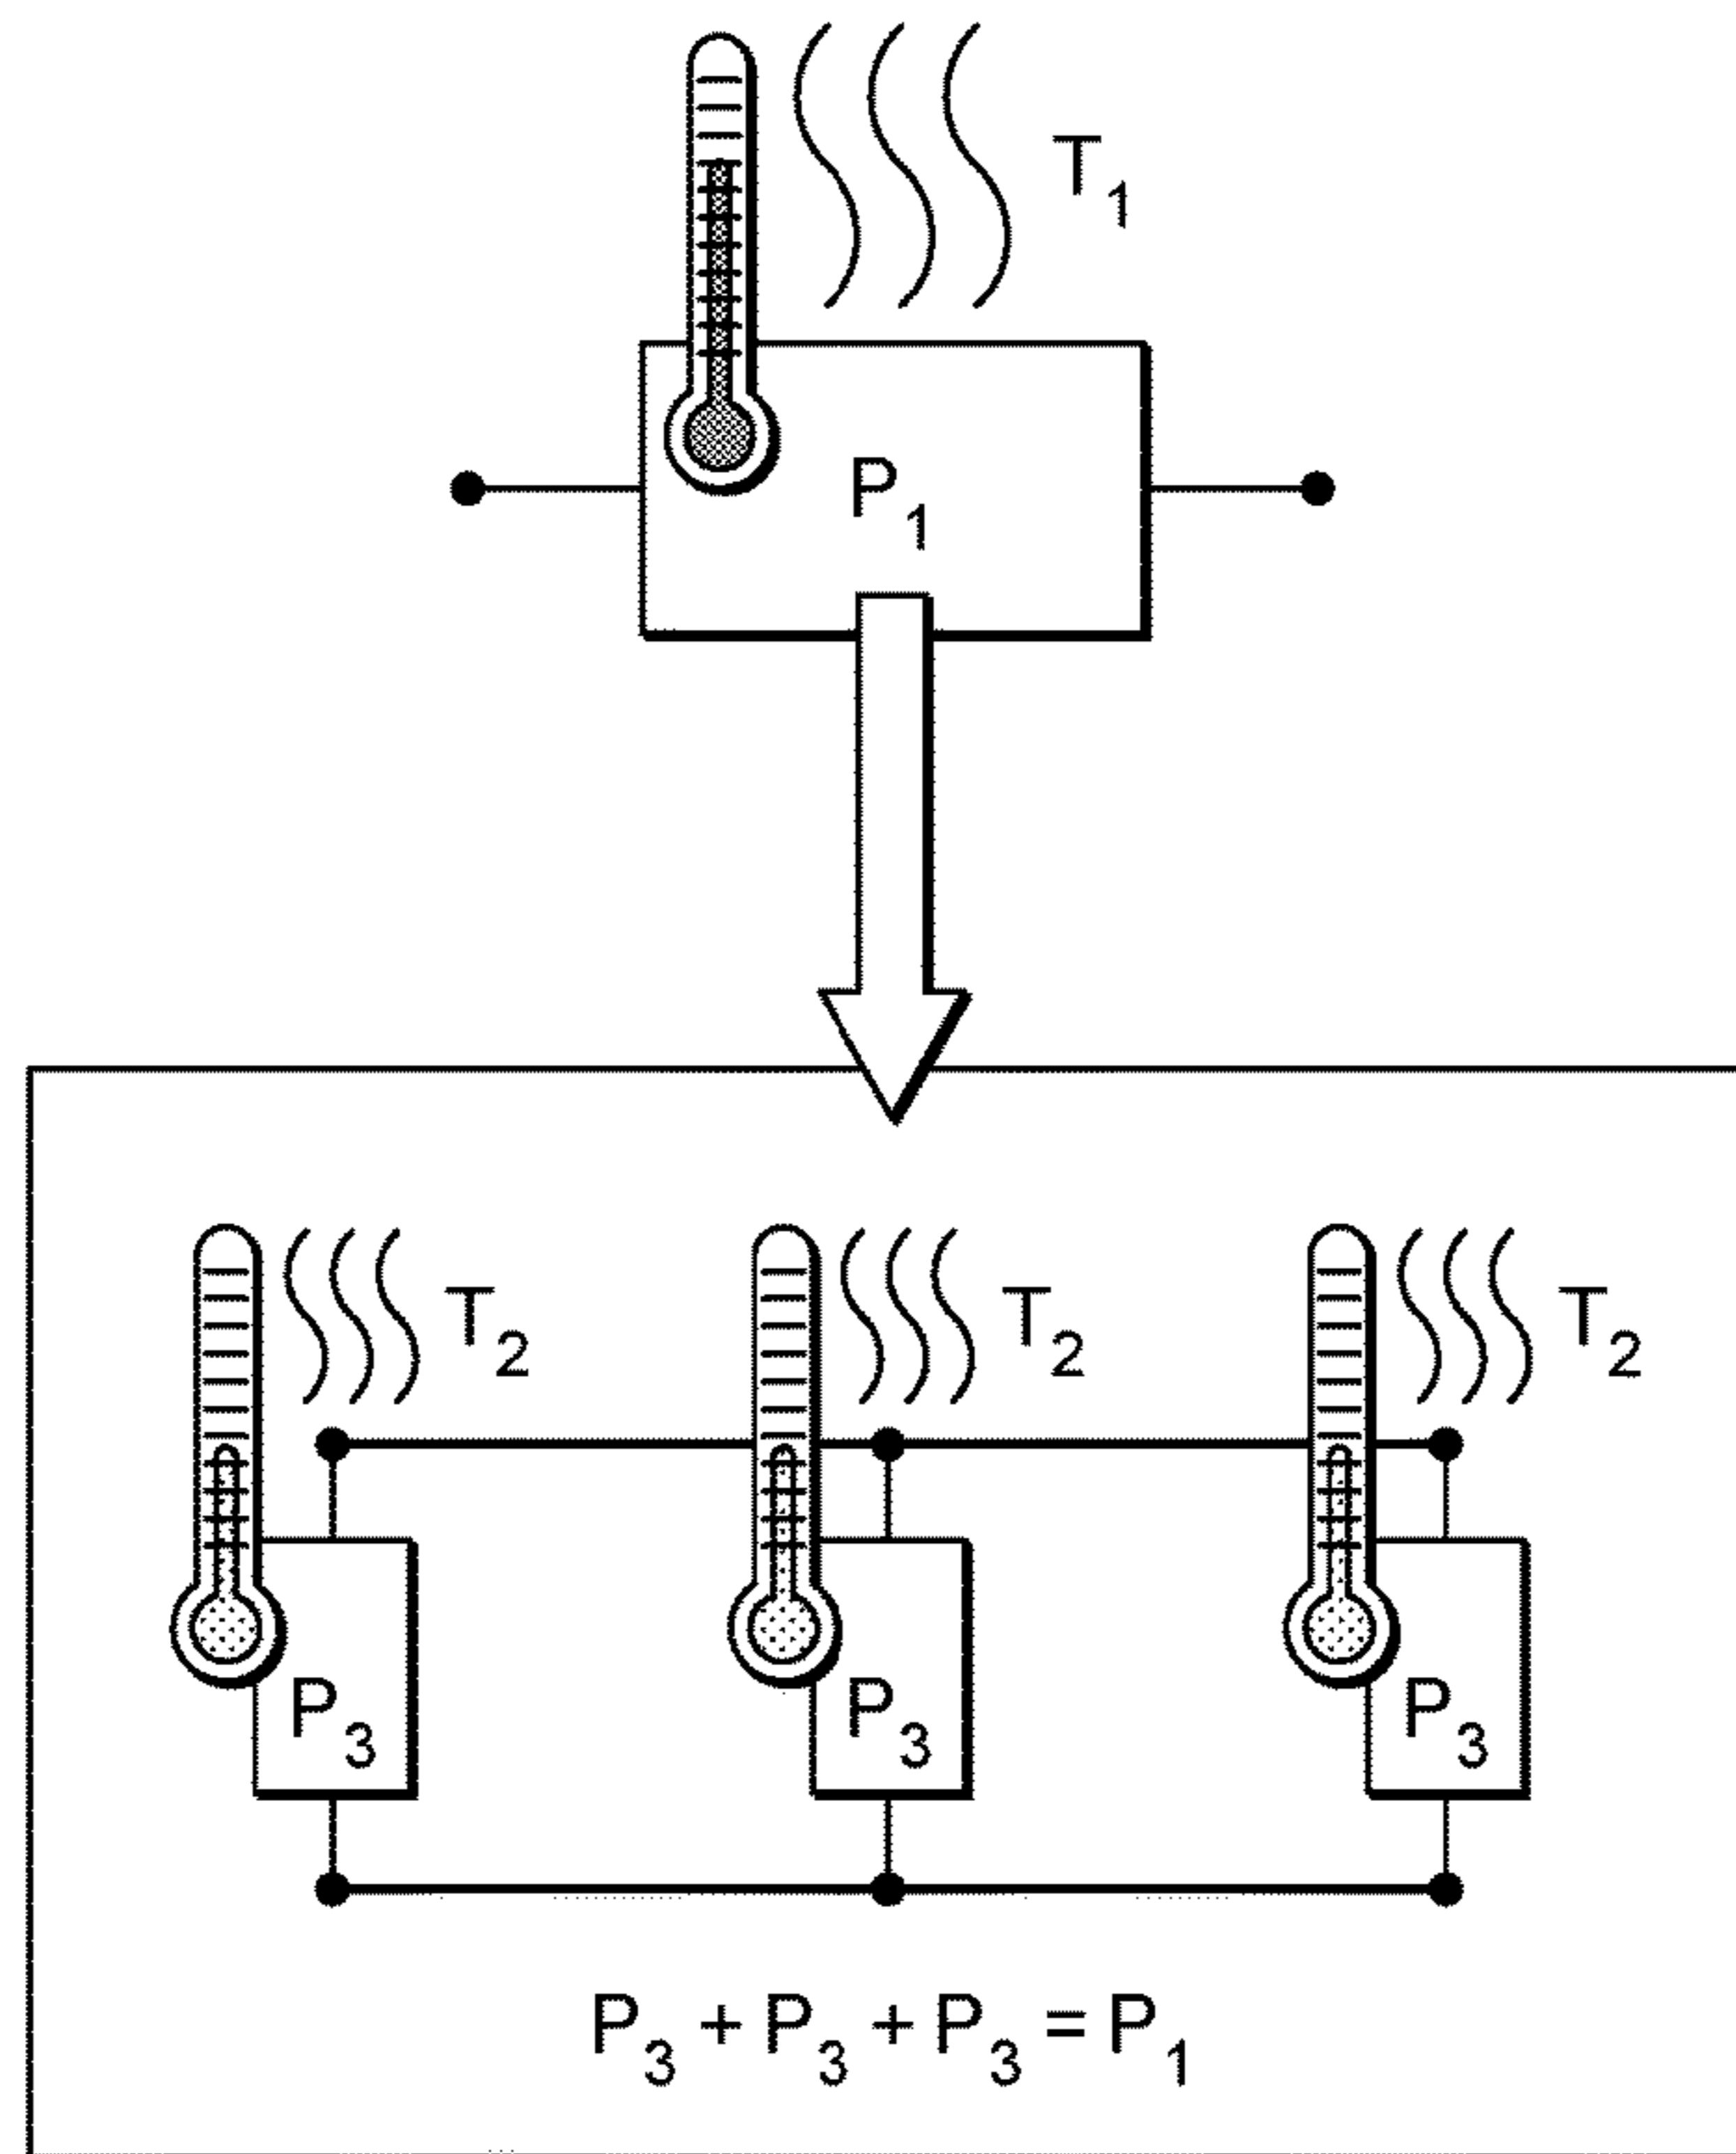 T₁
P₁
T₂ T₂ T₂
P₃ P₃ P₃
P₃ + P₃ + P₃ = P₁